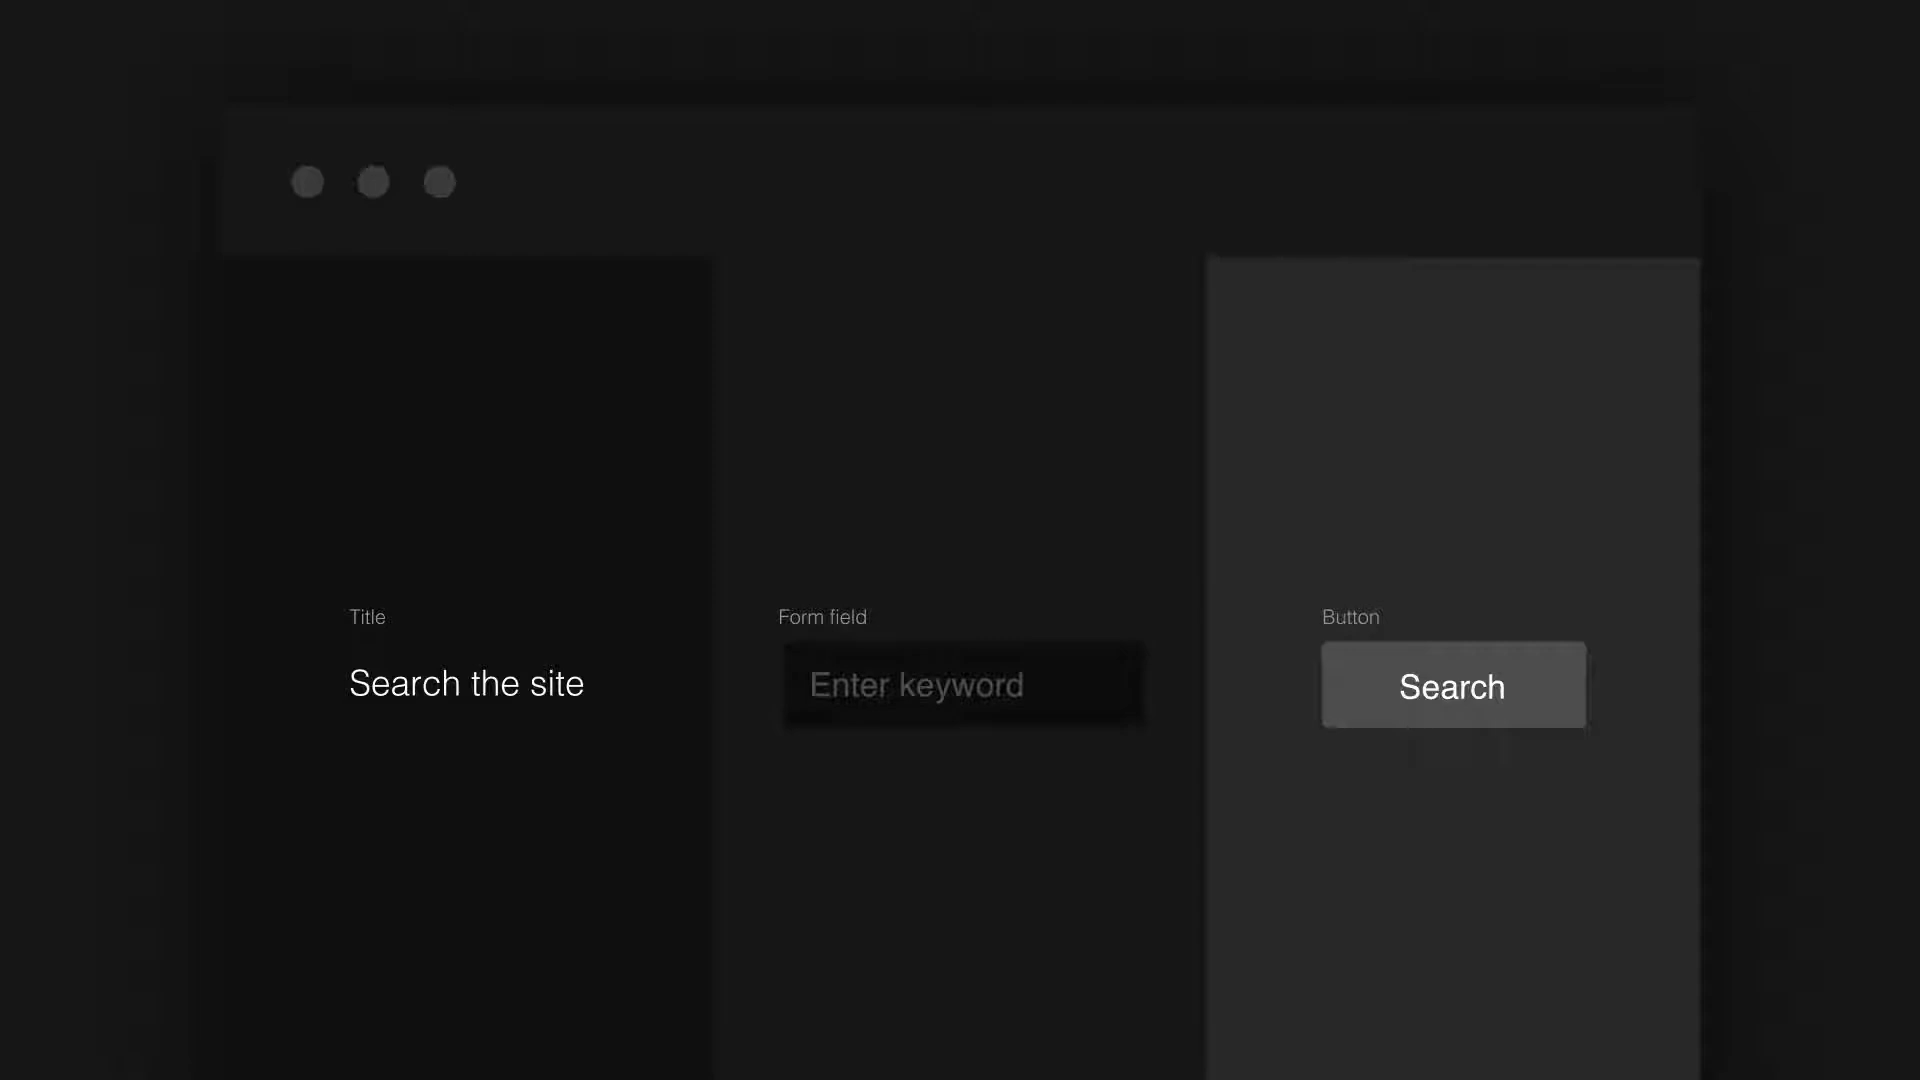 Title
Search the site
Form field
Enter keyword
Button
Search